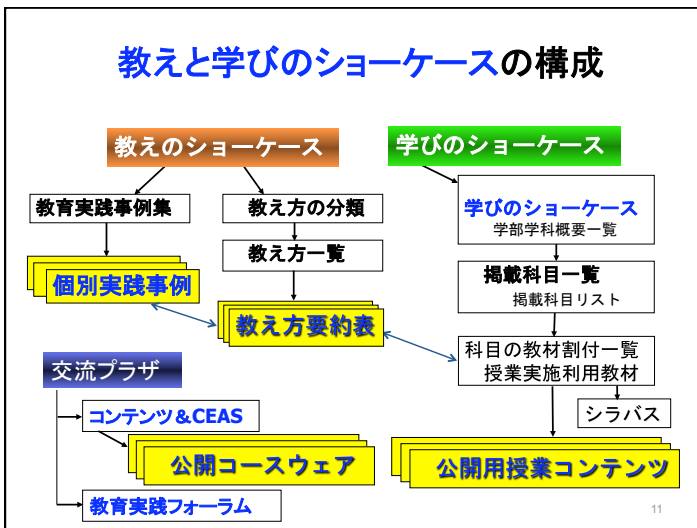 教えと学びのショーケースの構成
教えのショーケース
学びのショーケース
教育実践事例集
教え方の分類
学びのショーケース
学部学科概要一覧
教え方一覧
個別実践事例
掲載科目一覧
掲載科目リスト
教え方要約表
科目の教材割付一覧
授業実施利用教材
交流プラザ
シラバス
コンテンツ&CEAS
公開コースウェア
公開用授業コンテンツ
教育実践フォーラム
11